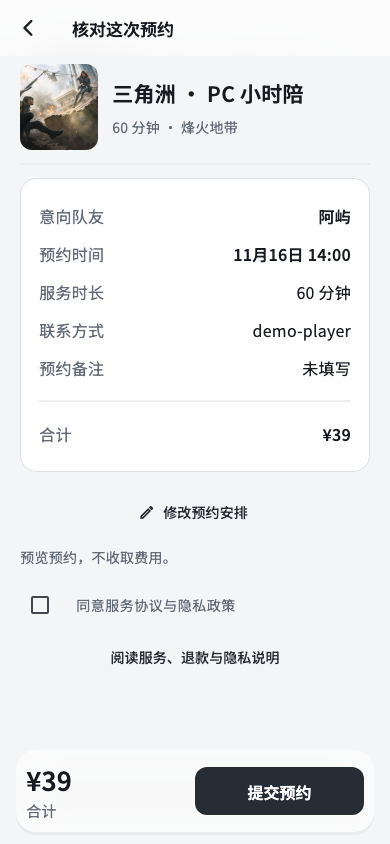 核对这次预约
三角洲 · PC 小时陪
60 分钟 · 烽火地带
意向队友 阿屿
预约时间 11月16日 14:00
服务时长 60 分钟
联系方式 demo-player
预约备注 未填写
合计 ¥39
修改预约安排
预览预约，不收取费用。
同意服务协议与隐私政策
阅读服务、退款与隐私说明
¥39
合计
提交预约